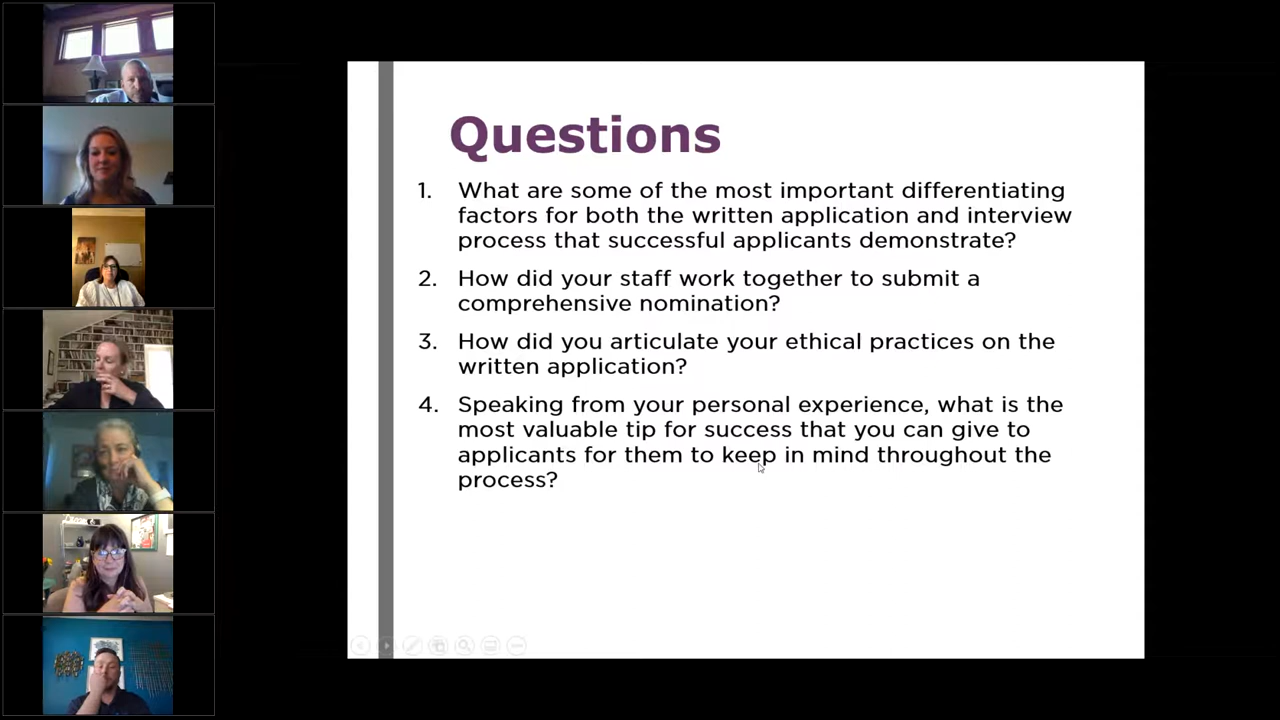 Questions
1. What are some of the most important differentiating
factors for both the written application and interview
process that successful applicants demonstrate?
2. How did your staff work together to submit a
comprehensive nomination?
3. How did you articulate your ethical practices on the
written application?
4. Speaking from your personal experience, what is the
most valuable tip for success that you can give to
applicants for them to keep in mind throughout the
process?